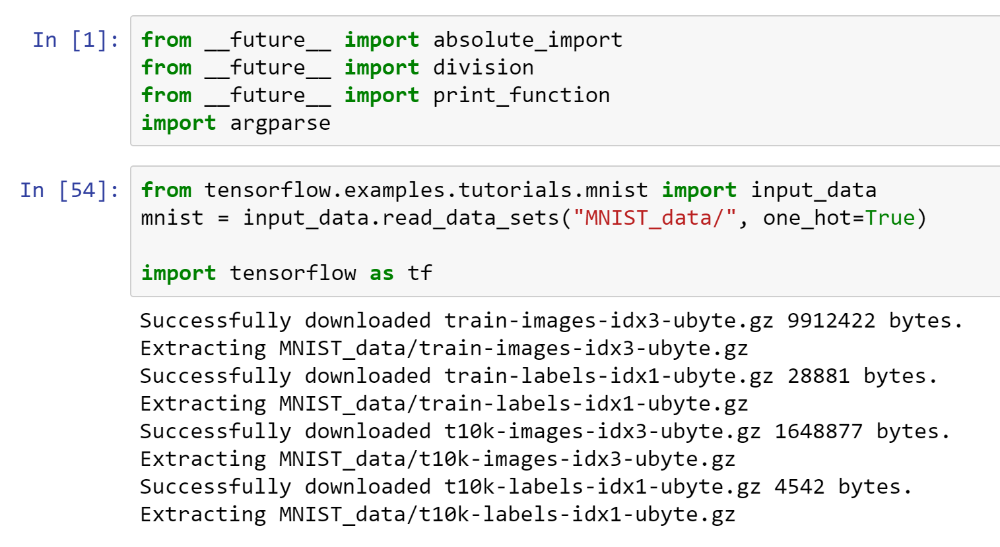 In [1]: from __future__ import absolute_import
from __future__ import division
from __future__ import print_function
import argparse
In [54]: from tensorflow.examples.tutorials.mnist import input_data
mnist = input_data.read_data_sets("MNIST_data/", one_hot=True)
import tensorflow as tf
Successfully downloaded train-images-idx3-ubyte.gz 9912422 bytes.
Extracting MNIST_data/train-images-idx3-ubyte.gz
Successfully downloaded train-labels-idx1-ubyte.gz 28881 bytes.
Extracting MNIST_data/train-labels-idx1-ubyte.gz
Successfully downloaded t10k-images-idx3-ubyte.gz 1648877 bytes.
Extracting MNIST_data/t10k-images-idx3-ubyte.gz
Successfully downloaded t10k-labels-idx1-ubyte.gz 4542 bytes.
Extracting MNIST_data/t10k-labels-idx1-ubyte.gz